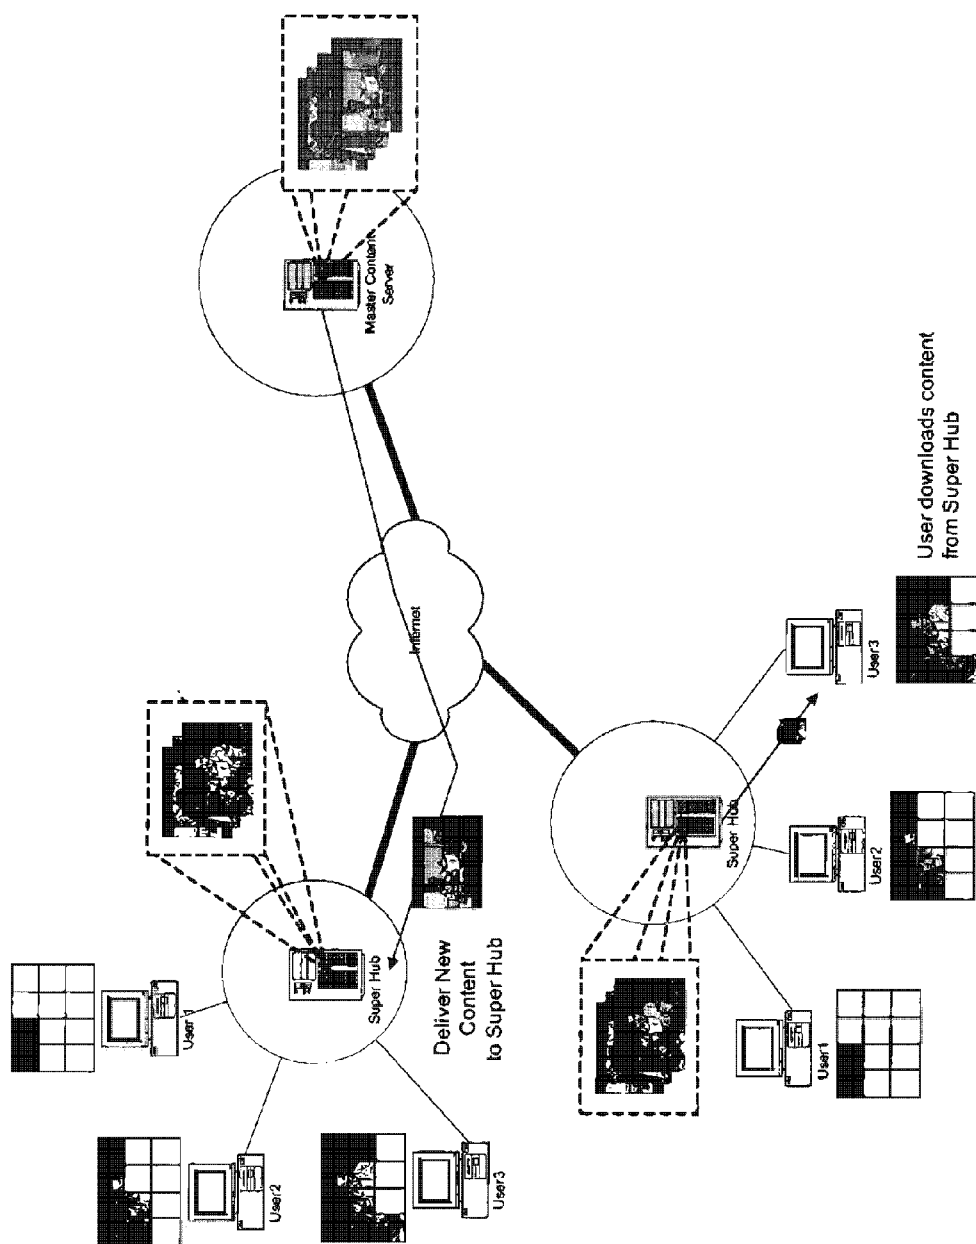 Master Content
Server
Internet
Super Hub
Deliver New
Content
to Super Hub
User1
User2
User3
Super Hub
User1
User2
User3
User downloads content
from Super Hub